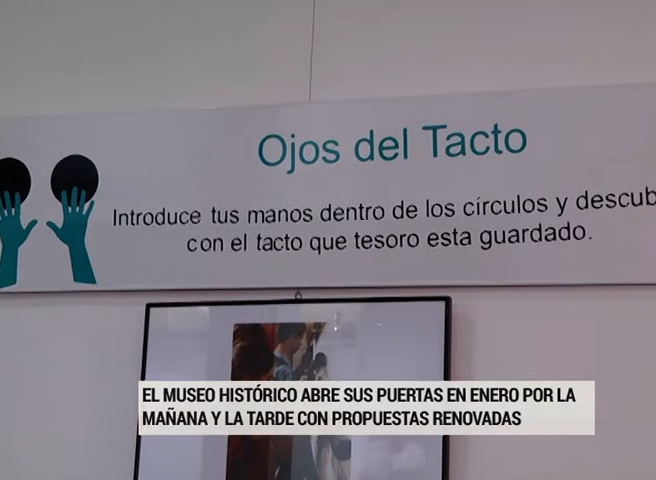 Ojos del Tacto
Introduce tus manos dentro de los círculos y descub
con el tacto que tesoro esta guardado.
EL MUSEO HISTÓRICO ABRE SUS PUERTAS EN ENERO POR LA
MAÑANA Y LA TARDE CON PROPUESTAS RENOVADAS